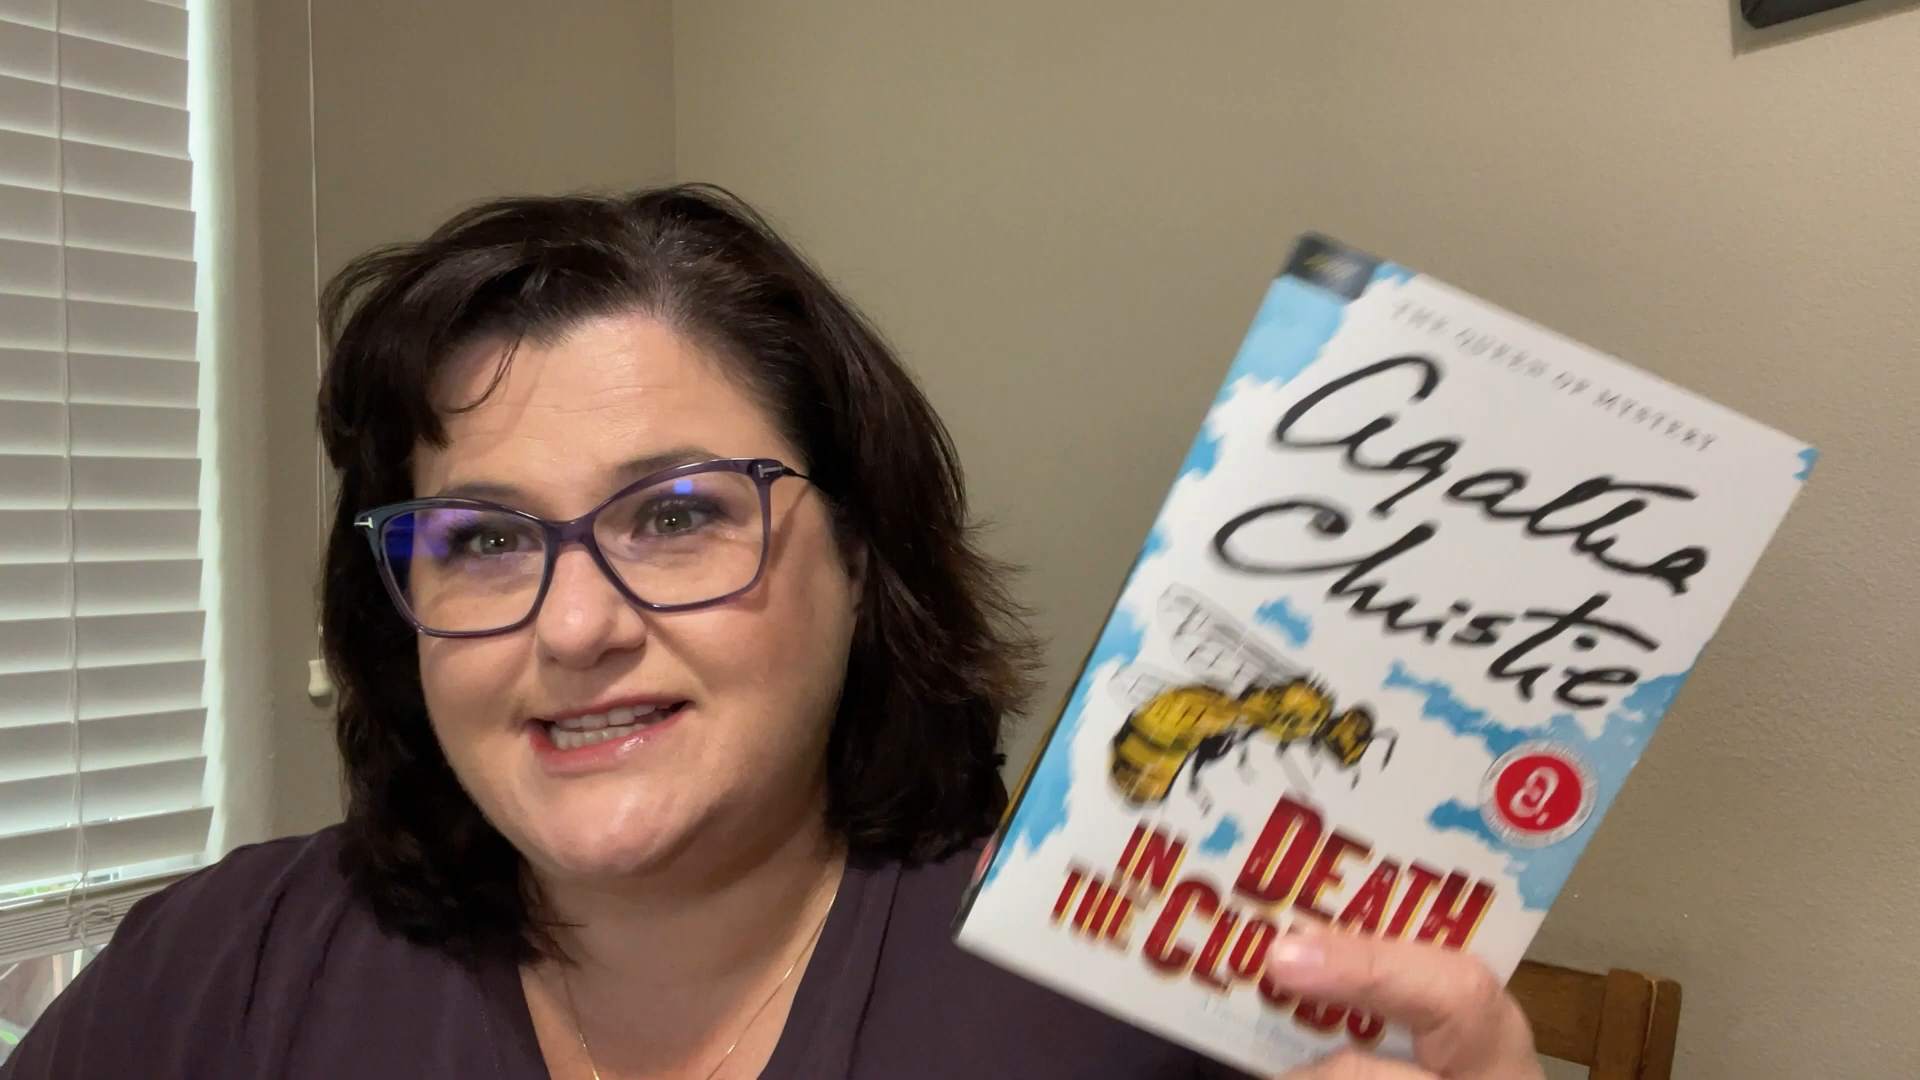 THE QUEEN OF MYSTERY
Agatha
Christie
DEATH
IN
THE CLOUDS